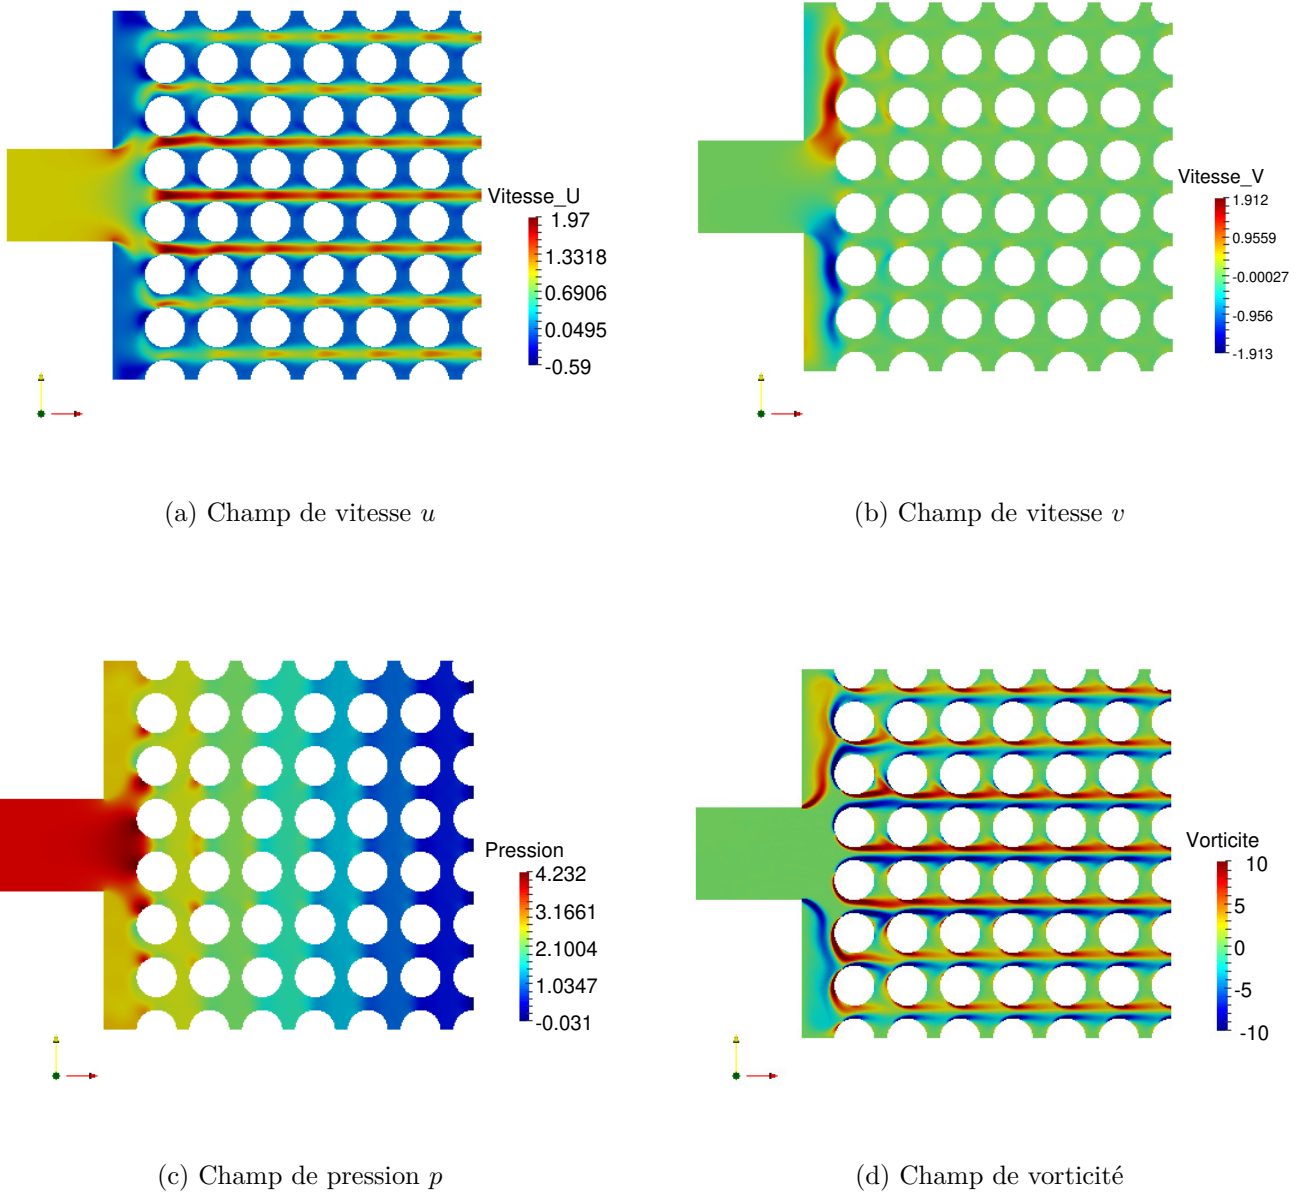 Vitesse_U
1.97
1.3318
0.6906
0.0495
-0.59
Vitesse_V
1.912
0.9559
-0.00027
-0.956
-1.913
(a) Champ de vitesse u
(b) Champ de vitesse v
Pression
4.232
3.1661
2.1004
1.0347
-0.031
Vorticite
10
5
0
-5
-10
(c) Champ de pression p
(d) Champ de vorticité